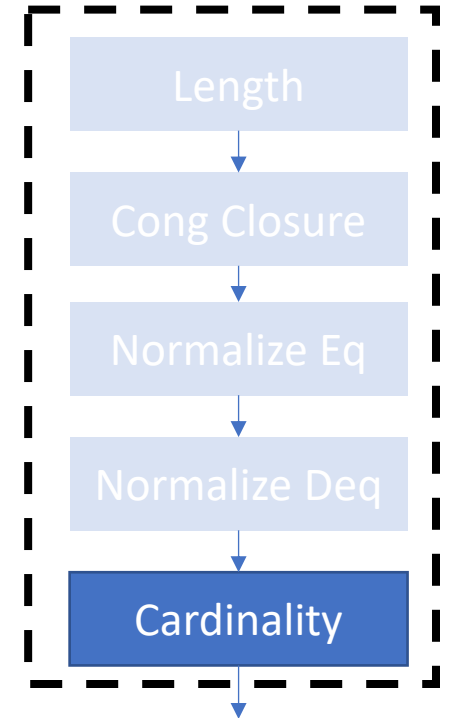 Length
Cong Closure
Normalize Eq
Normalize Deq
Cardinality